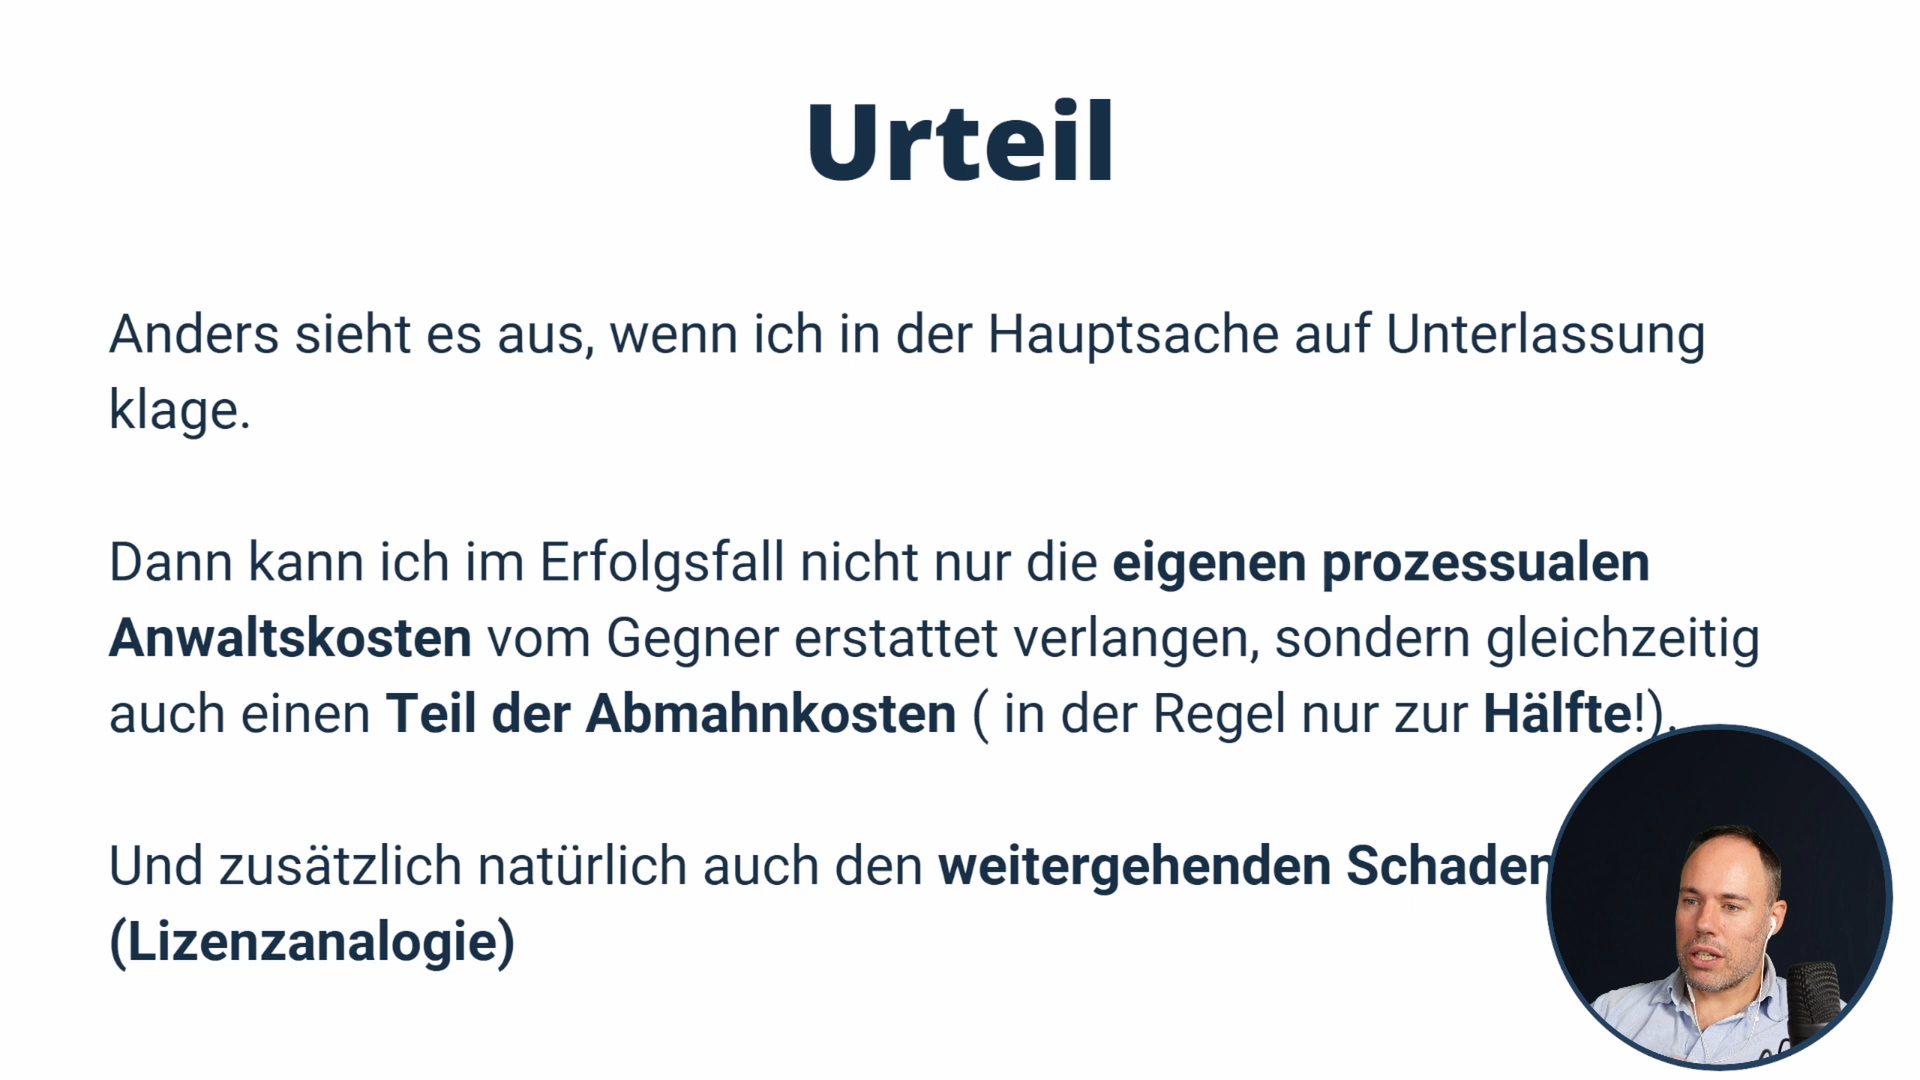 Urteil
Anders sieht es aus, wenn ich in der Hauptsache auf Unterlassung
klage.
Dann kann ich im Erfolgsfall nicht nur die eigenen prozessualen
Anwaltskosten vom Gegner erstattet verlangen, sondern gleichzeitig
auch einen Teil der Abmahnkosten ( in der Regel nur zur Hälfte!).
Und zusätzlich natürlich auch den weitergehenden Schaden
(Lizenzanalogie)